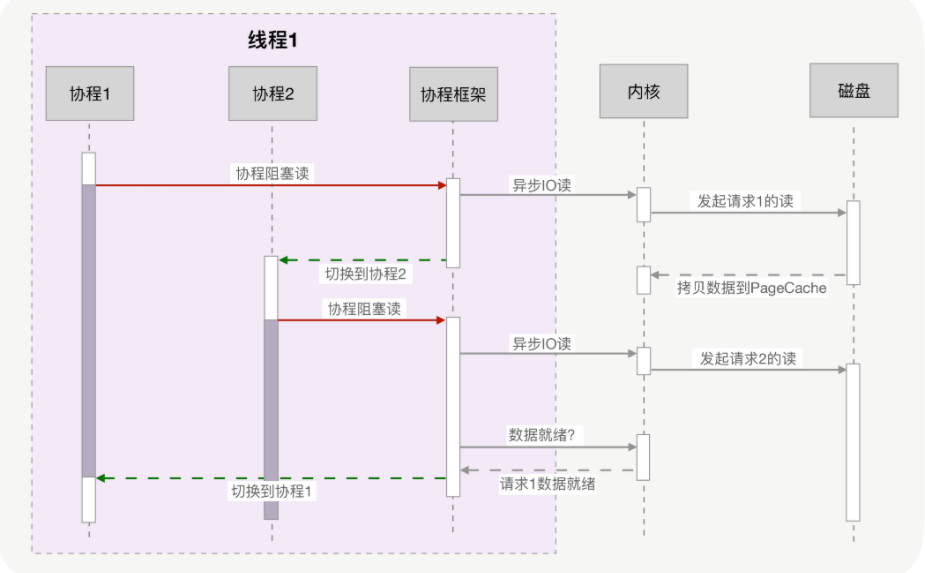 线程1
协程1
协程2
协程框架
内核
磁盘
协程阻塞读
异步IO读
发起请求1的读
切换到协程2
拷贝数据到PageCache
协程阻塞读
异步IO读
发起请求2的读
数据就绪?
请求1数据就绪
切换到协程1